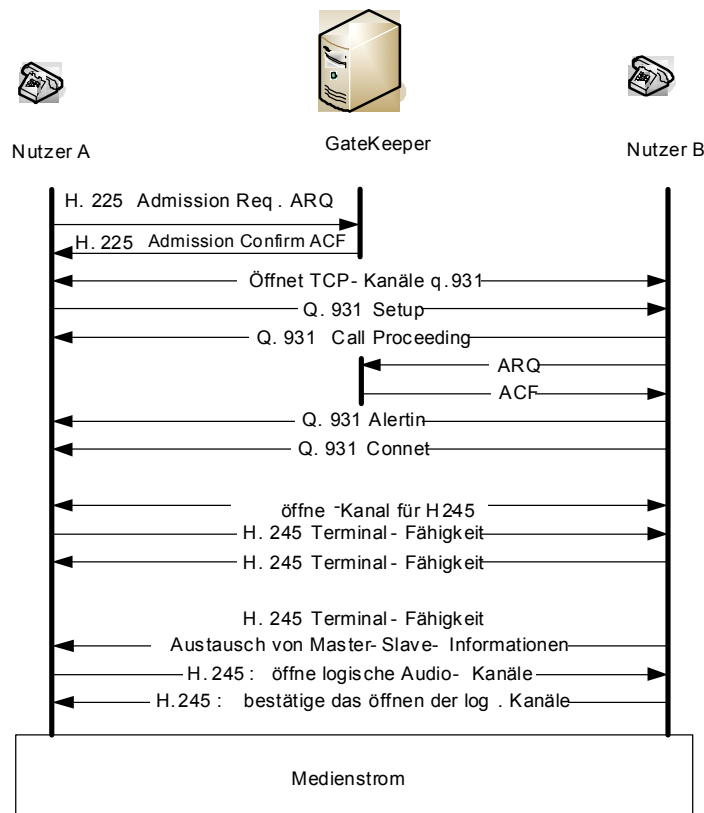 Nutzer A
GateKeeper
Nutzer B
H. 225 Admission Req . ARQ
H. 225 Admission Confirm ACF
Öffnet TCP- Kanäle q.931
Q. 931 Setup
Q. 931 Call Proceeding
ARQ
ACF
Q. 931 Alertin
Q. 931 Connet
öffne -Kanal für H245
H. 245 Terminal - Fähigkeit
H. 245 Terminal - Fähigkeit
H. 245 Terminal - Fähigkeit
Austausch von Master- Slave- Informationen
H. 245 : öffne logische Audio- Kanäle
H. 245 : bestätige das öffnen der log . Kanäle
Medienstrom